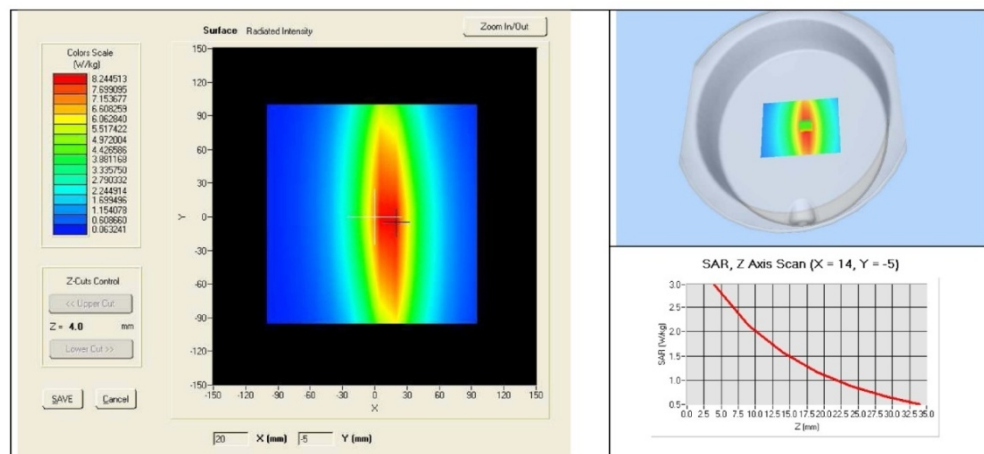 Surface Radiated Intensity
Zoom In/Out
Colors Scale
(W/kg)
8.244513
7.699095
7.153677
6.608259
6.062840
5.517422
4.972004
4.426586
3.881168
3.335750
2.790332
2.244914
1.699496
1.154078
0.608660
0.063241
Z-Cuts Control
<< Upper Cut
Z = 4.0 mm
Lower Cut >>
SAVE Cancel
150
120
90
60
30
0
-30
-60
-90
-120
-150
Y
-150 -120 -90 -60 -30 0 30 60 90 120 150
X
20 X (mm) -5 Y (mm)
SAR, Z Axis Scan (X = 14, Y = -5)
SAR (W/kg)
3.0
2.5
2.0
1.5
1.0
0.5
0.0 2.5 5.0 7.5 10.0 12.5 15.0 17.5 20.0 22.5 25.0 27.5 30.0 32.5 35.0
Z (mm)